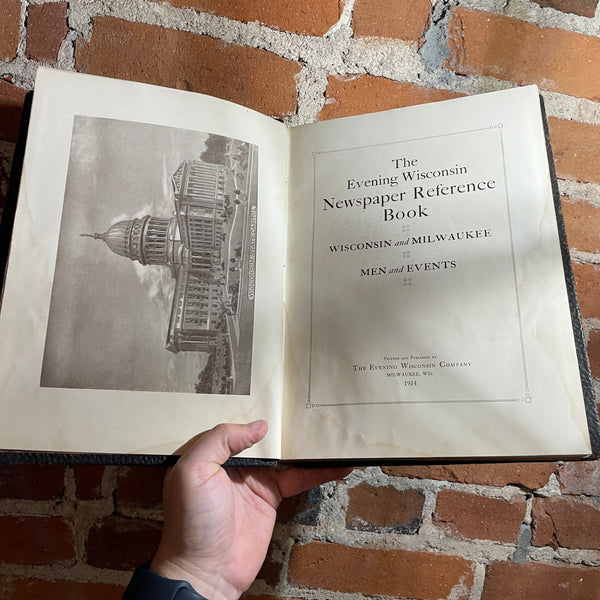 The
Evening Wisconsin
Newspaper Reference
Book
WISCONSIN and MILWAUKEE
MEN and EVENTS
PRINTED AND PUBLISHED BY
THE EVENING WISCONSIN COMPANY
MILWAUKEE, WIS.
1914